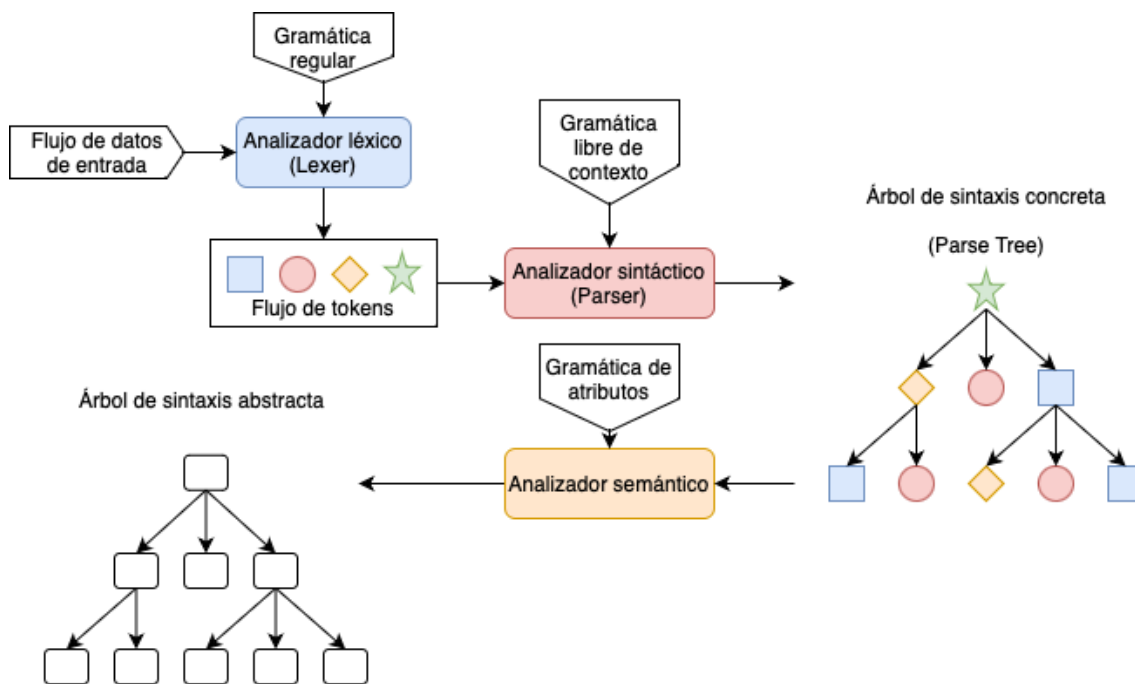 Gramática
regular
Flujo de datos
de entrada
Analizador léxico
(Lexer)
Gramática
libre de
contexto
Flujo de tokens
Analizador sintáctico
(Parser)
Árbol de sintaxis concreta
(Parse Tree)
Gramática de
atributos
Analizador semántico
Árbol de sintaxis abstracta